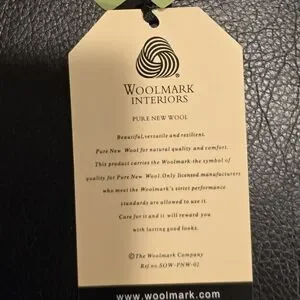 WOOLMARK
INTERIORS
PURE NEW WOOL
Beautiful, versatile and resilient.
Pure New Wool for natural quality and comfort.
This product carries the Woolmark-the symbol of
quality for Pure New Wool. Only licensed manufacturers
who meet the Woolmark's strict performance
standards are allowed to use it.
Care for it and it will reward you
with lasting good looks.
©The Woolmark Company
Ref no.SOW-PNW-02
www.woolmark.com